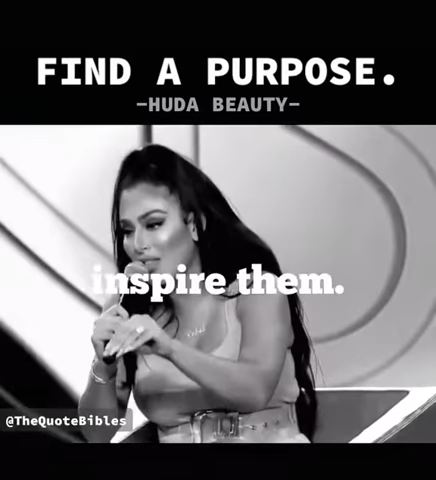 FIND A PURPOSE.
-HUDA BEAUTY-
inspire them.
@TheQuoteBibles